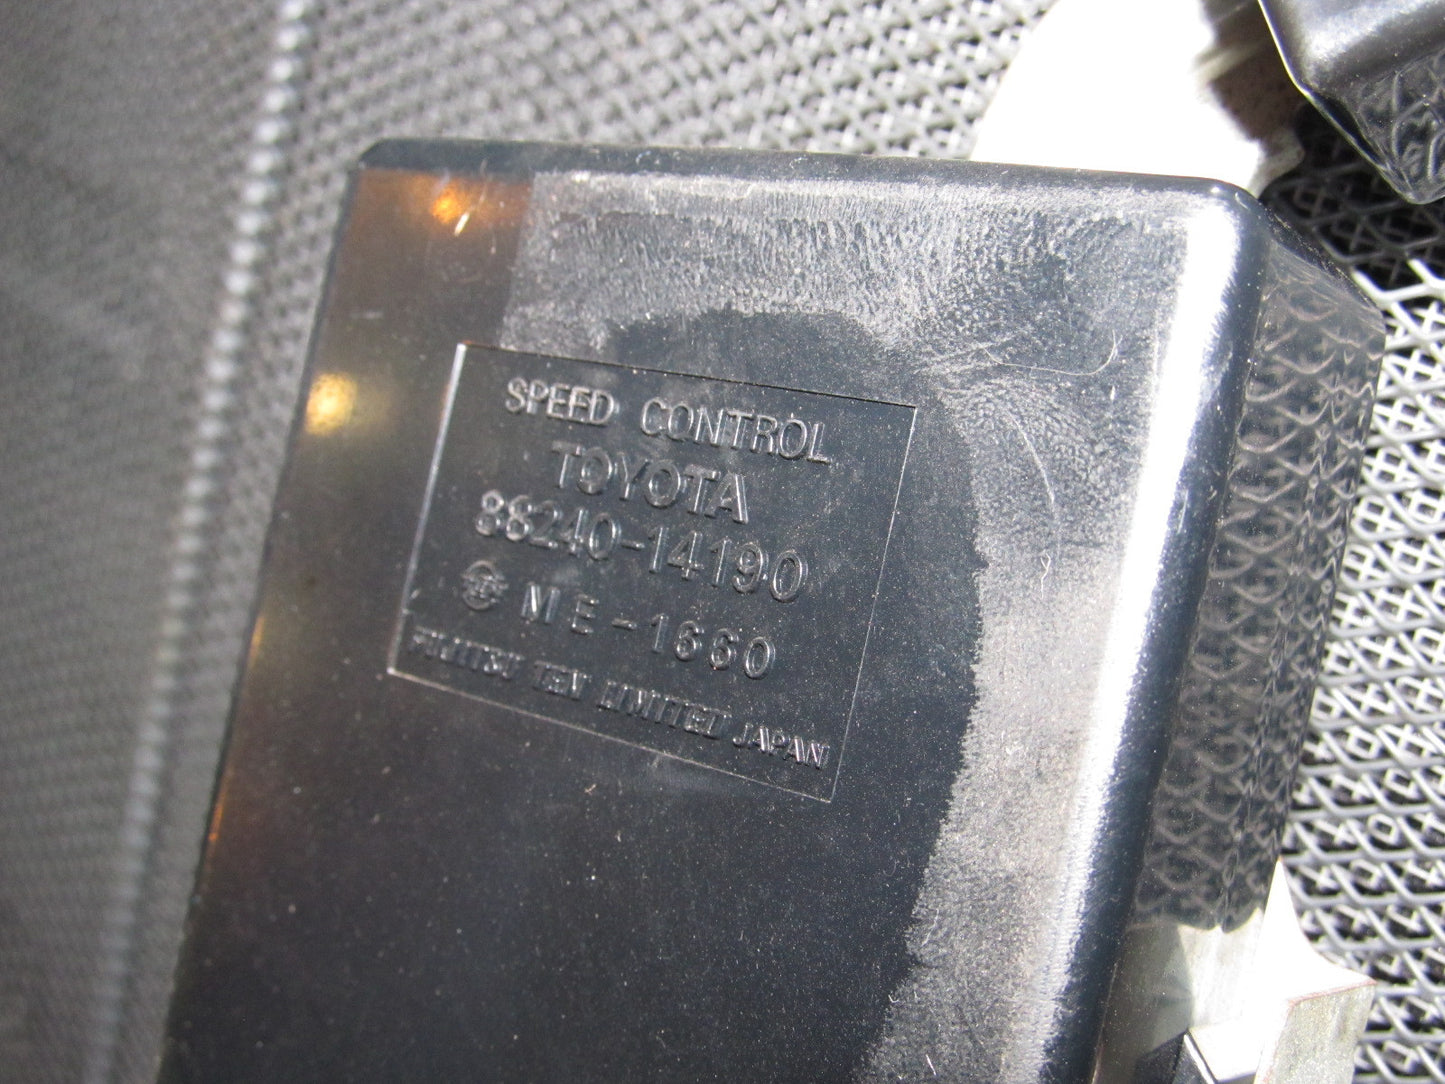 SPEED CONTROL
TOYOTA
88240-14190
ME-1660
FUJITSU TEN LIMITED JAPAN